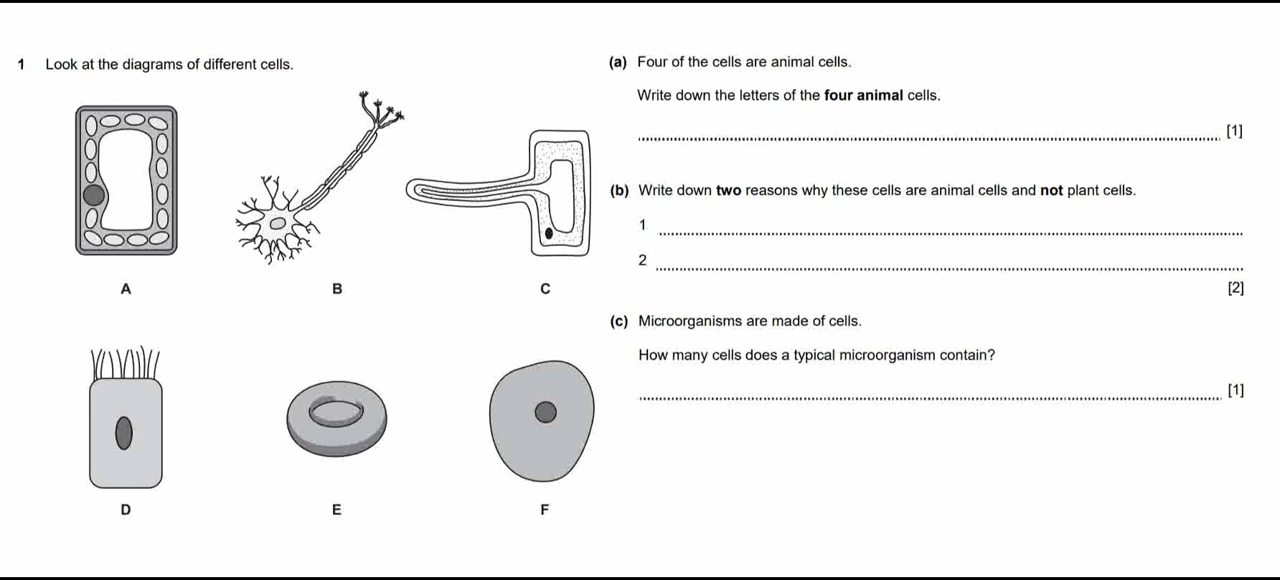 1 Look at the diagrams of different cells.
A
B
C
D
E
F
(a) Four of the cells are animal cells.
Write down the letters of the four animal cells.
[1]
(b) Write down two reasons why these cells are animal cells and not plant cells.
1
2
[2]
(c) Microorganisms are made of cells.
How many cells does a typical microorganism contain?
[1]